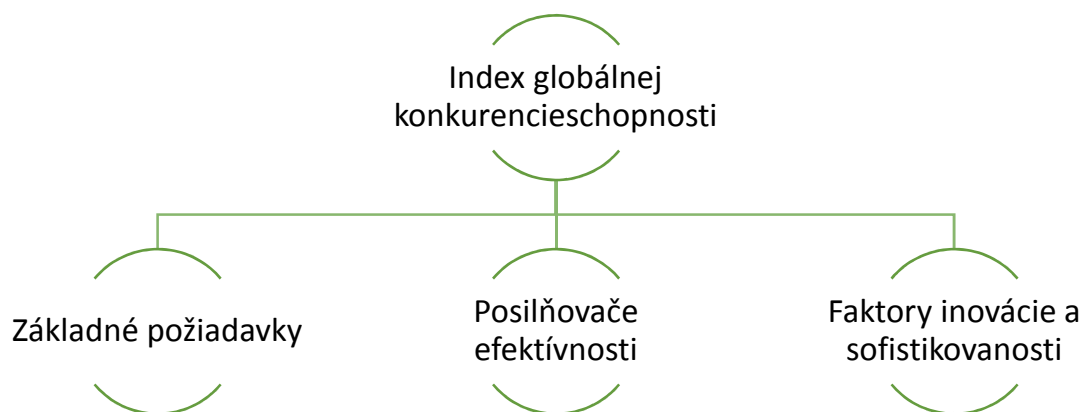 Index globálnej
konkurencieschopnosti
Základné požiadavky
Posilňovače
efektívnosti
Faktory inovácie a
sofistikovanosti